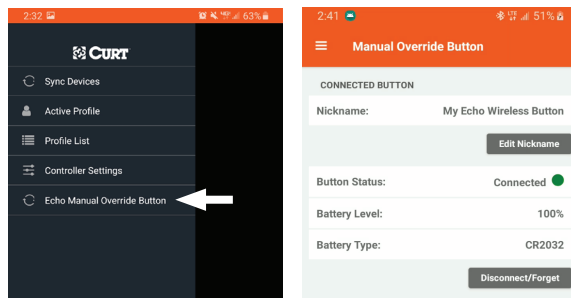 2:32
63%
CURT
Sync Devices
Active Profile
Profile List
Controller Settings
Echo Manual Override Button
2:41
51%
Manual Override Button
CONNECTED BUTTON
Nickname: My Echo Wireless Button
Edit Nickname
Button Status: Connected
Battery Level: 100%
Battery Type: CR2032
Disconnect/Forget